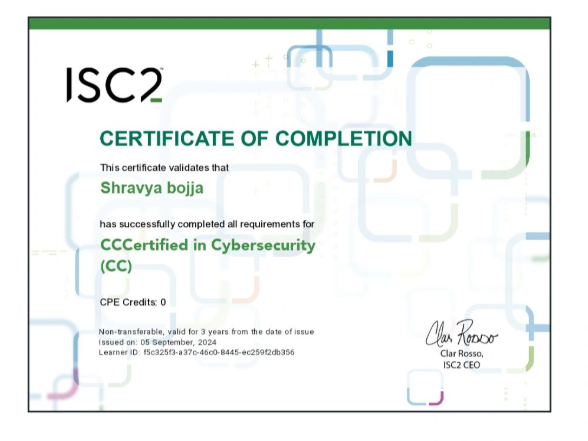 ISC2
CERTIFICATE OF COMPLETION
This certificate validates that
Shravya bojja
has successfully completed all requirements for
CCCertified in Cybersecurity
(CC)
CPE Credits: 0
Non-transferable, valid for 3 years from the date of issue
Issued on: 05 September, 2024
Learner ID: f5c325f3-a37c-46c0-8445-ec259f2db356
Clar Rosso
Clar Rosso,
ISC2 CEO